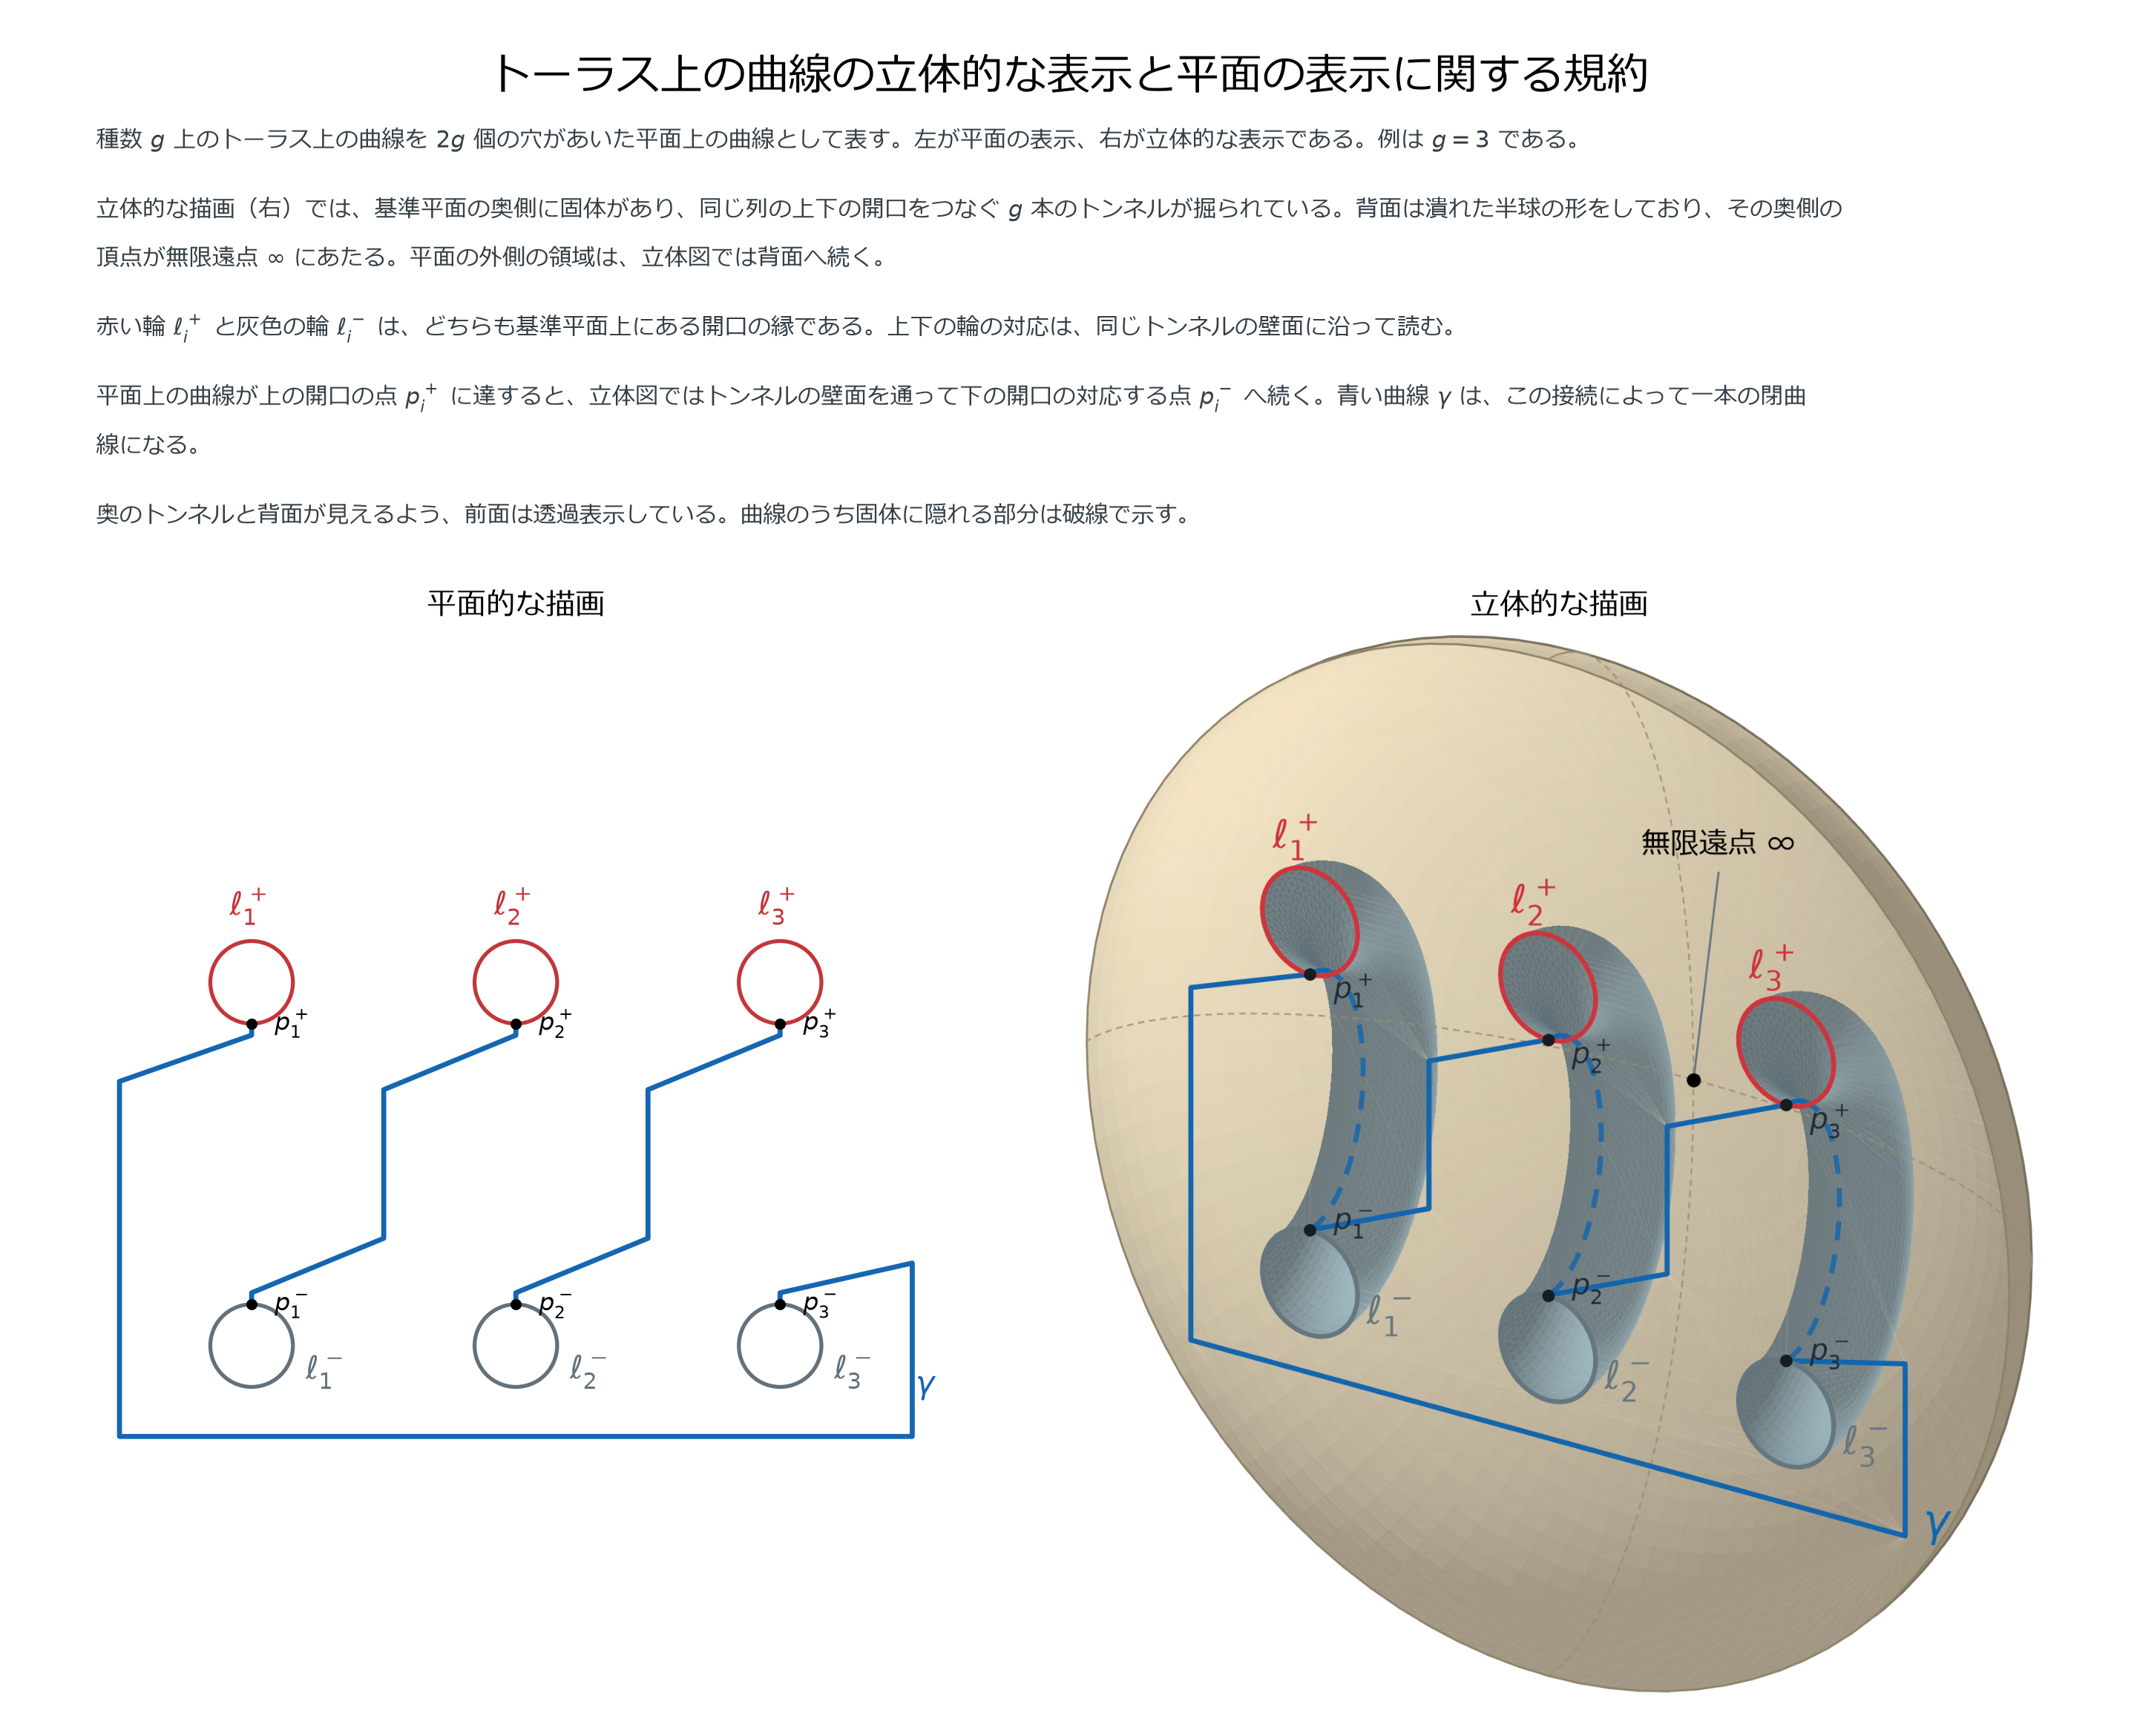 トーラス上の曲線の立体的な表示と平面の表示に関する規約
種数 g 上のトーラス上の曲線を 2g 個の穴があいた平面上の曲線として表す。左が平面の表示、右が立体的な表示である。例は g = 3 である。
立体的な描画（右）では、基準平面の奥側に固体があり、同じ列の上下の開口をつなぐ g 本のトンネルが掘られている。背面は潰れた半球の形をしており、その奥側の
頂点が無限遠点 ∞ にあたる。平面の外側の領域は、立体図では背面へ続く。
赤い輪 ℓᵢ⁺ と灰色の輪 ℓᵢ⁻ は、どちらも基準平面上にある開口の縁である。上下の輪の対応は、同じトンネルの壁面に沿って読む。
平面上の曲線が上の開口の点 pᵢ⁺ に達すると、立体図ではトンネルの壁面を通って下の開口の対応する点 pᵢ⁻ へ続く。青い曲線 γ は、この接続によって一本の閉曲
線になる。
奥のトンネルと背面が見えるよう、前面は透過表示している。曲線のうち固体に隠れる部分は破線で示す。
平面的な描画
ℓ₁⁺ ℓ₂⁺ ℓ₃⁺
p₁⁺ p₂⁺ p₃⁺
p₁⁻ p₂⁻ p₃⁻
ℓ₁⁻ ℓ₂⁻ ℓ₃⁻
γ
立体的な描画
無限遠点 ∞
ℓ₁⁺
ℓ₂⁺
ℓ₃⁺
p₁⁺
p₂⁺
p₃⁺
p₁⁻
p₂⁻
p₃⁻
ℓ₁⁻
ℓ₂⁻
ℓ₃⁻
γ